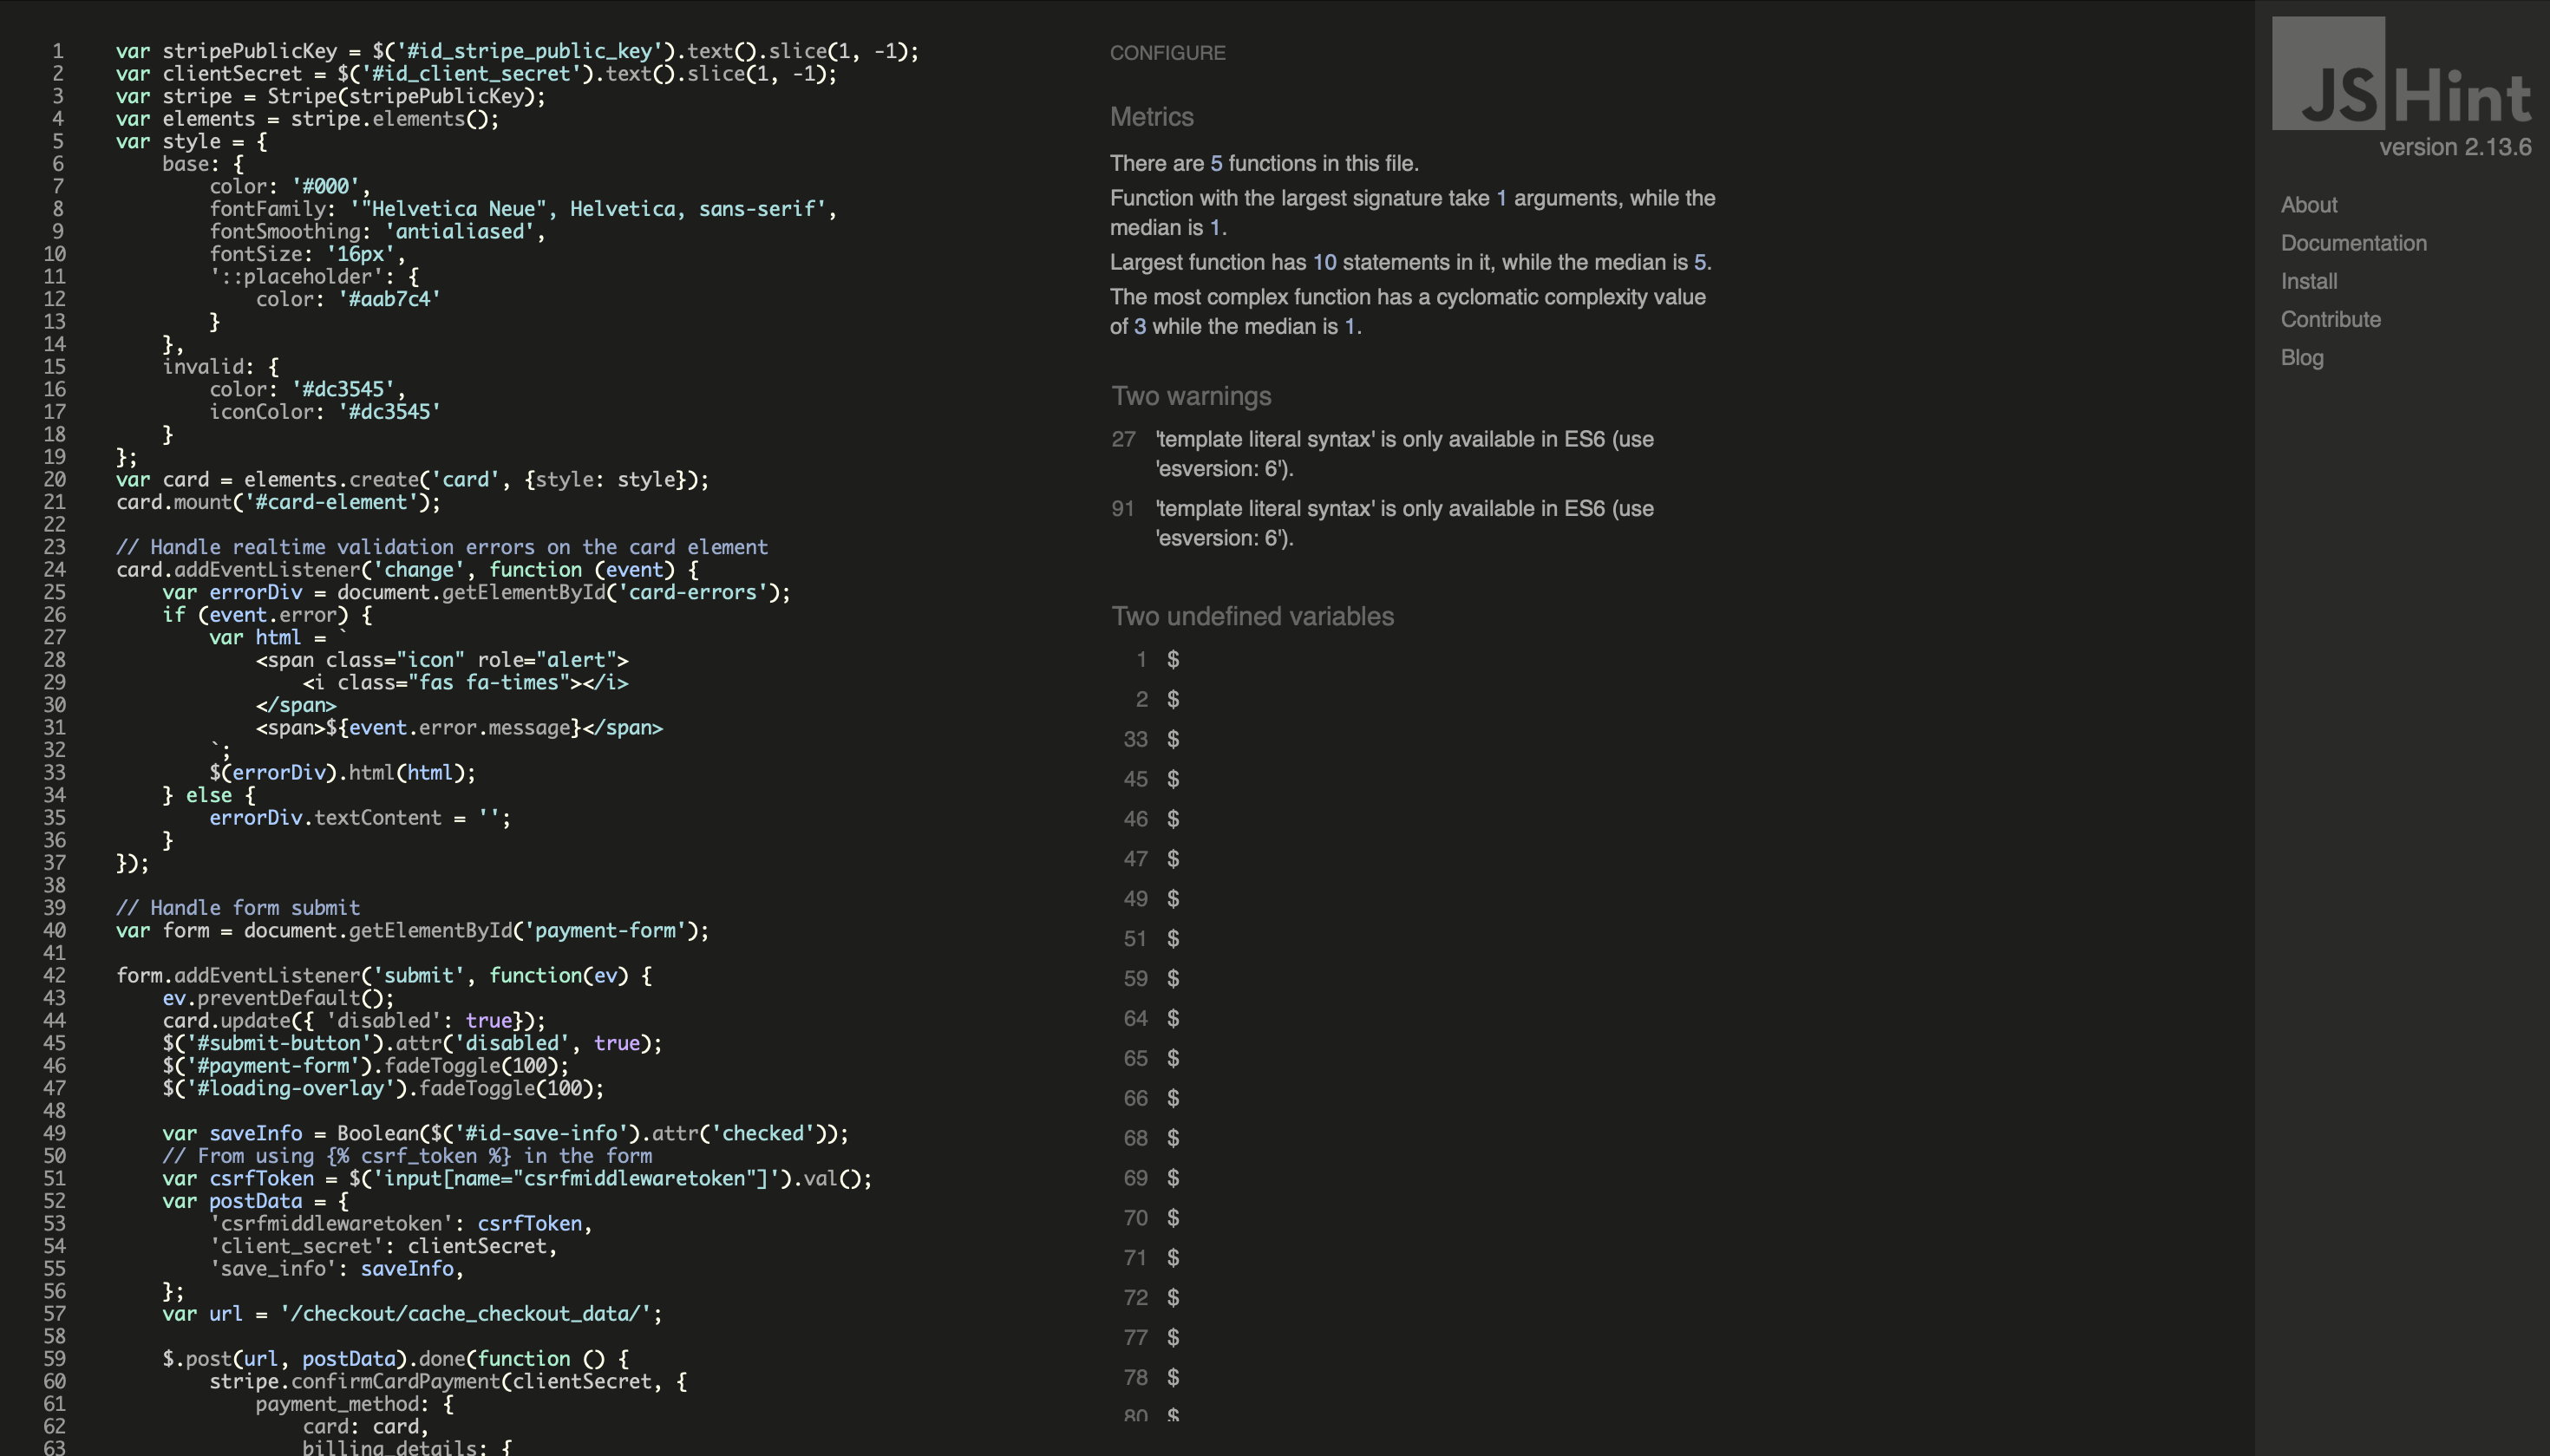 1 var stripePublicKey = $('#id_stripe_public_key').text().slice(1, -1);
2 var clientSecret = $('#id_client_secret').text().slice(1, -1);
3 var stripe = Stripe(stripePublicKey);
4 var elements = stripe.elements();
5 var style = {
6 base: {
7 color: '#000',
8 fontFamily: '"Helvetica Neue", Helvetica, sans-serif',
9 fontSmoothing: 'antialiased',
10 fontSize: '16px',
11 '::placeholder': {
12 color: '#aab7c4'
13 }
14 },
15 invalid: {
16 color: '#dc3545',
17 iconColor: '#dc3545'
18 }
19 };
20 var card = elements.create('card', {style: style});
21 card.mount('#card-element');
22
23 // Handle realtime validation errors on the card element
24 card.addEventListener('change', function (event) {
25 var errorDiv = document.getElementById('card-errors');
26 if (event.error) {
27 var html = `
28 <span class="icon" role="alert">
29 <i class="fas fa-times"></i>
30 </span>
31 <span>${event.error.message}</span>
32 `;
33 $(errorDiv).html(html);
34 } else {
35 errorDiv.textContent = '';
36 }
37 });
38
39 // Handle form submit
40 var form = document.getElementById('payment-form');
41
42 form.addEventListener('submit', function(ev) {
43 ev.preventDefault();
44 card.update({ 'disabled': true});
45 $('#submit-button').attr('disabled', true);
46 $('#payment-form').fadeToggle(100);
47 $('#loading-overlay').fadeToggle(100);
48
49 var saveInfo = Boolean($('#id-save-info').attr('checked'));
50 // From using {% csrf_token %} in the form
51 var csrfToken = $('input[name="csrfmiddlewaretoken"]').val();
52 var postData = {
53 'csrfmiddlewaretoken': csrfToken,
54 'client_secret': clientSecret,
55 'save_info': saveInfo,
56 };
57 var url = '/checkout/cache_checkout_data/';
58
59 $.post(url, postData).done(function () {
60 stripe.confirmCardPayment(clientSecret, {
61 payment_method: {
62 card: card,
63 billing_details: {
CONFIGURE
Metrics
There are 5 functions in this file.
Function with the largest signature take 1 arguments, while the
median is 1.
Largest function has 10 statements in it, while the median is 5.
The most complex function has a cyclomatic complexity value
of 3 while the median is 1.
Two warnings
27 'template literal syntax' is only available in ES6 (use
'esversion: 6').
91 'template literal syntax' is only available in ES6 (use
'esversion: 6').
Two undefined variables
1 $
2 $
33 $
45 $
46 $
47 $
49 $
51 $
59 $
64 $
65 $
66 $
68 $
69 $
70 $
71 $
72 $
77 $
78 $
80 $
JSHint
version 2.13.6
About
Documentation
Install
Contribute
Blog